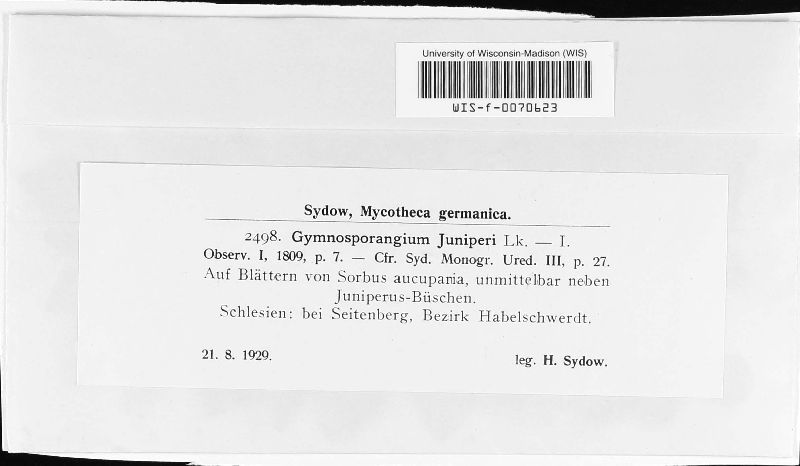 University of Wisconsin-Madison (WIS)
WIS-f-0070623
Sydow, Mycotheca germanica.
2498. Gymnosporangium Juniperi Lk. — I.
Observ. I, 1809, p. 7. — Cfr. Syd. Monogr. Ured. III, p. 27.
Auf Blättern von Sorbus aucuparia, unmittelbar neben
Juniperus-Büschen.
Schlesien: bei Seitenberg, Bezirk Habelschwerdt.
21. 8. 1929.
leg. H. Sydow.